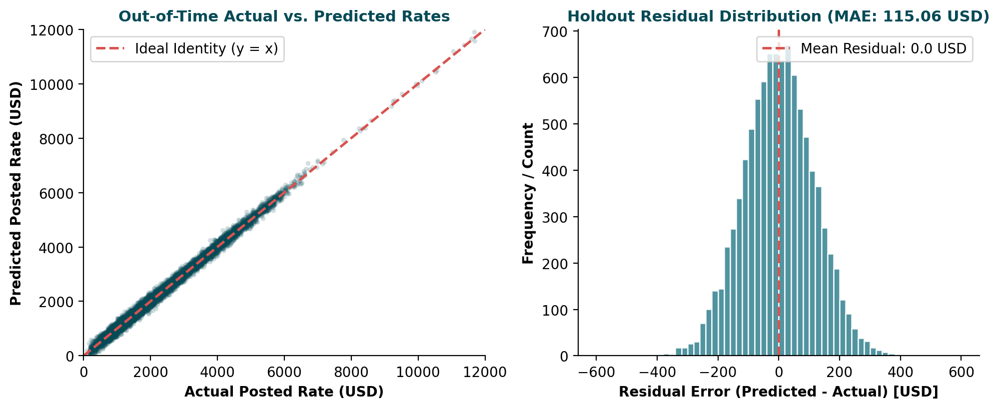 Out-of-Time Actual vs. Predicted Rates
Ideal Identity (y = x)
Predicted Posted Rate (USD)
12000
10000
8000
6000
4000
2000
0
0 2000 4000 6000 8000 10000 12000
Actual Posted Rate (USD)
Holdout Residual Distribution (MAE: 115.06 USD)
Mean Residual: 0.0 USD
Frequency / Count
700
600
500
400
300
200
100
0
−600 −400 −200 0 200 400 600
Residual Error (Predicted - Actual) [USD]